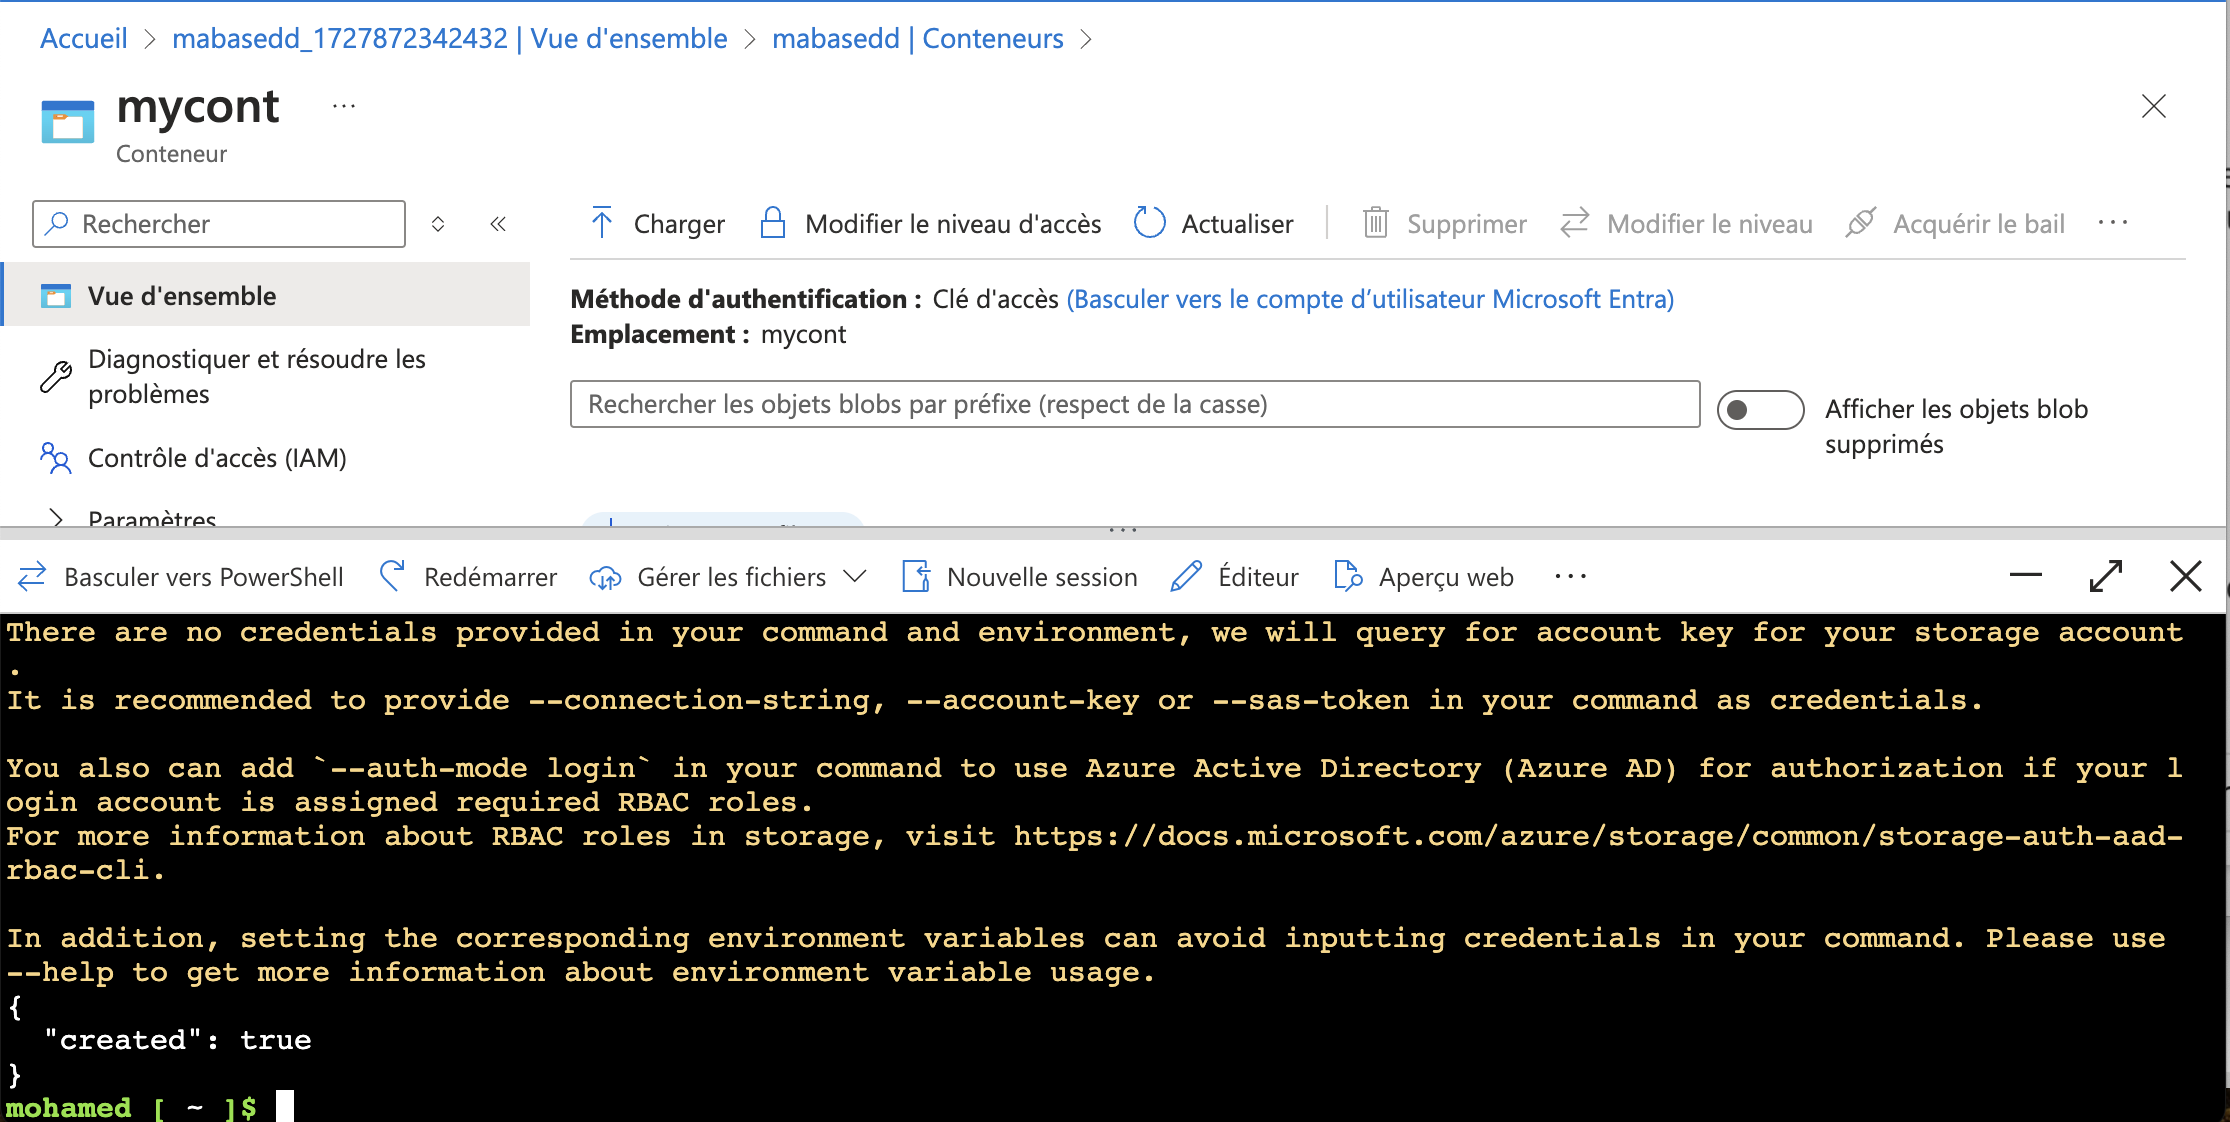 Accueil > mabasedd_1727872342432 | Vue d'ensemble > mabasedd | Conteneurs >
mycont ...
Conteneur
Rechercher
Charger Modifier le niveau d'accès Actualiser Supprimer Modifier le niveau Acquérir le bail ...
Vue d'ensemble
Diagnostiquer et résoudre les
problèmes
Contrôle d'accès (IAM)
Paramètres
Méthode d'authentification : Clé d'accès (Basculer vers le compte d’utilisateur Microsoft Entra)
Emplacement : mycont
Rechercher les objets blobs par préfixe (respect de la casse)
Afficher les objets blob
supprimés
Basculer vers PowerShell Redémarrer Gérer les fichiers Nouvelle session Éditeur Aperçu web ...
There are no credentials provided in your command and environment, we will query for account key for your storage account
.
It is recommended to provide --connection-string, --account-key or --sas-token in your command as credentials.
You also can add `--auth-mode login` in your command to use Azure Active Directory (Azure AD) for authorization if your l
ogin account is assigned required RBAC roles.
For more information about RBAC roles in storage, visit https://docs.microsoft.com/azure/storage/common/storage-auth-aad-
rbac-cli.
In addition, setting the corresponding environment variables can avoid inputting credentials in your command. Please use
--help to get more information about environment variable usage.
{
"created": true
}
mohamed [ ~ ]$